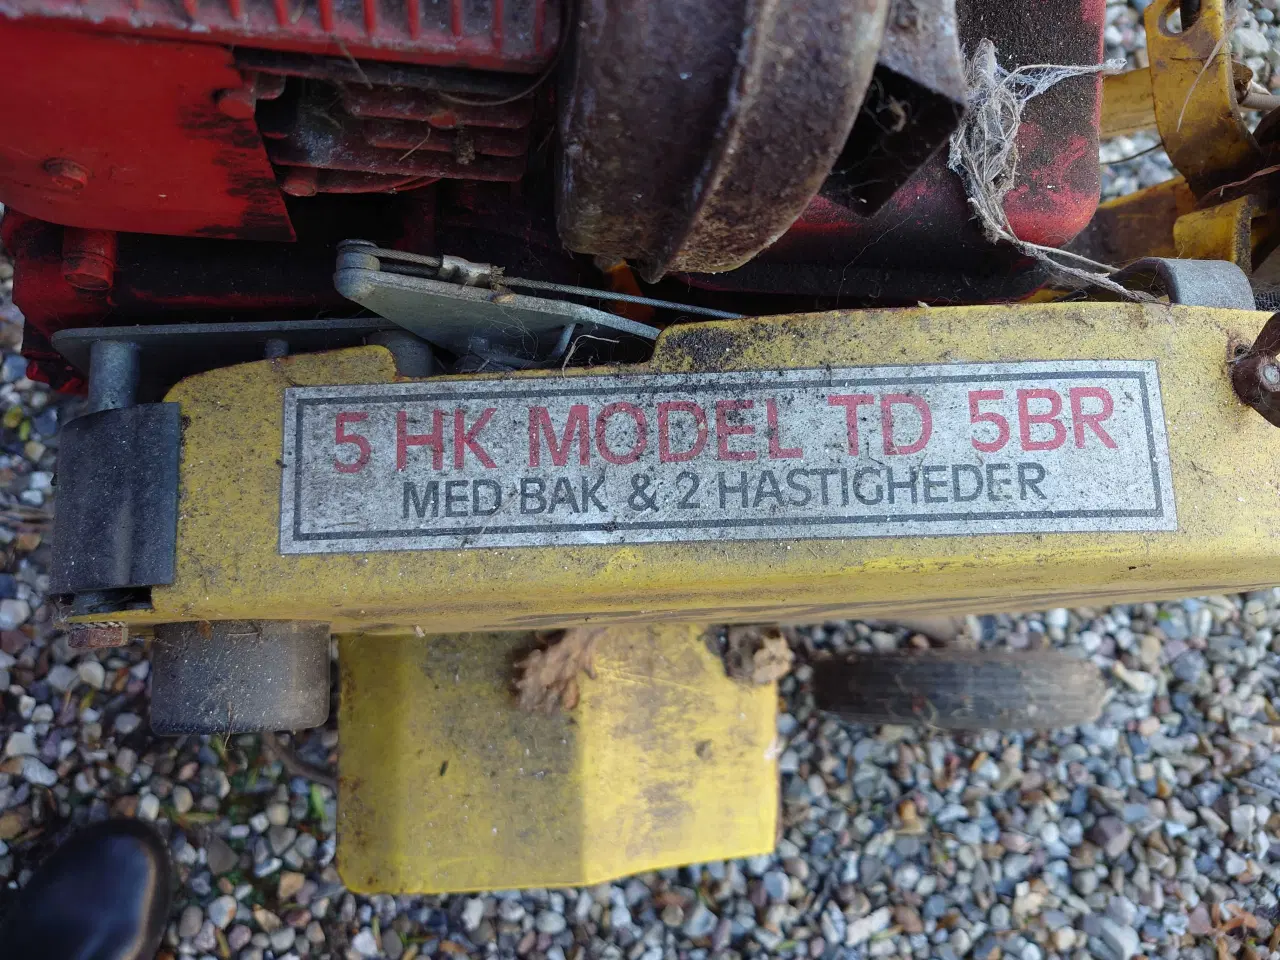 5 HK MODEL TD 5BR
MED BAK & 2 HASTIGHEDER